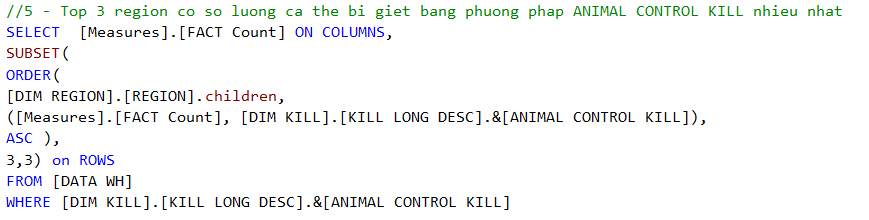 //5 - Top 3 region co so luong ca the bi giet bang phuong phap ANIMAL CONTROL KILL nhieu nhat
SELECT  [Measures].[FACT Count] ON COLUMNS,
SUBSET(
ORDER(
[DIM REGION].[REGION].children,
([Measures].[FACT Count], [DIM KILL].[KILL LONG DESC].&[ANIMAL CONTROL KILL]),
ASC ),
3,3) on ROWS
FROM [DATA WH]
WHERE [DIM KILL].[KILL LONG DESC].&[ANIMAL CONTROL KILL]